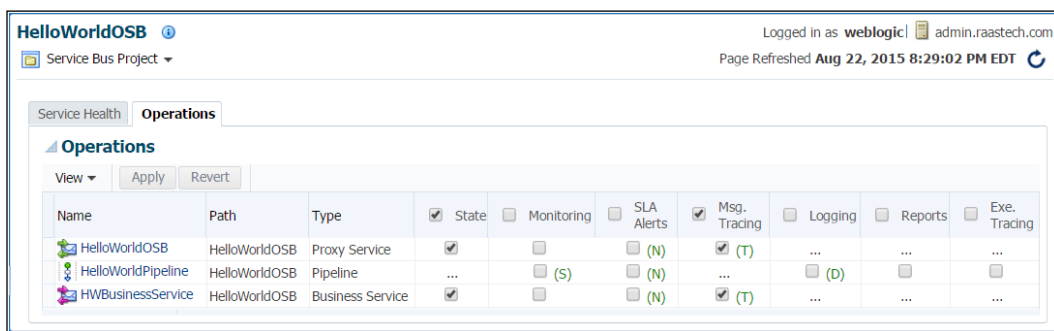 HelloWorldOSB
Logged in as weblogic| admin.raastech.com
Service Bus Project
Page Refreshed Aug 22, 2015 8:29:02 PM EDT
Service Health Operations
Operations
View Apply Revert
Name Path Type State Monitoring SLA Alerts Msg. Tracing Logging Reports Exe. Tracing
HelloWorldOSB HelloWorldOSB Proxy Service (N) (T) ... ... ...
HelloWorldPipeline HelloWorldOSB Pipeline ... (S) (N) ... (D)
HWBusinessService HelloWorldOSB Business Service (N) (T) ... ... ...